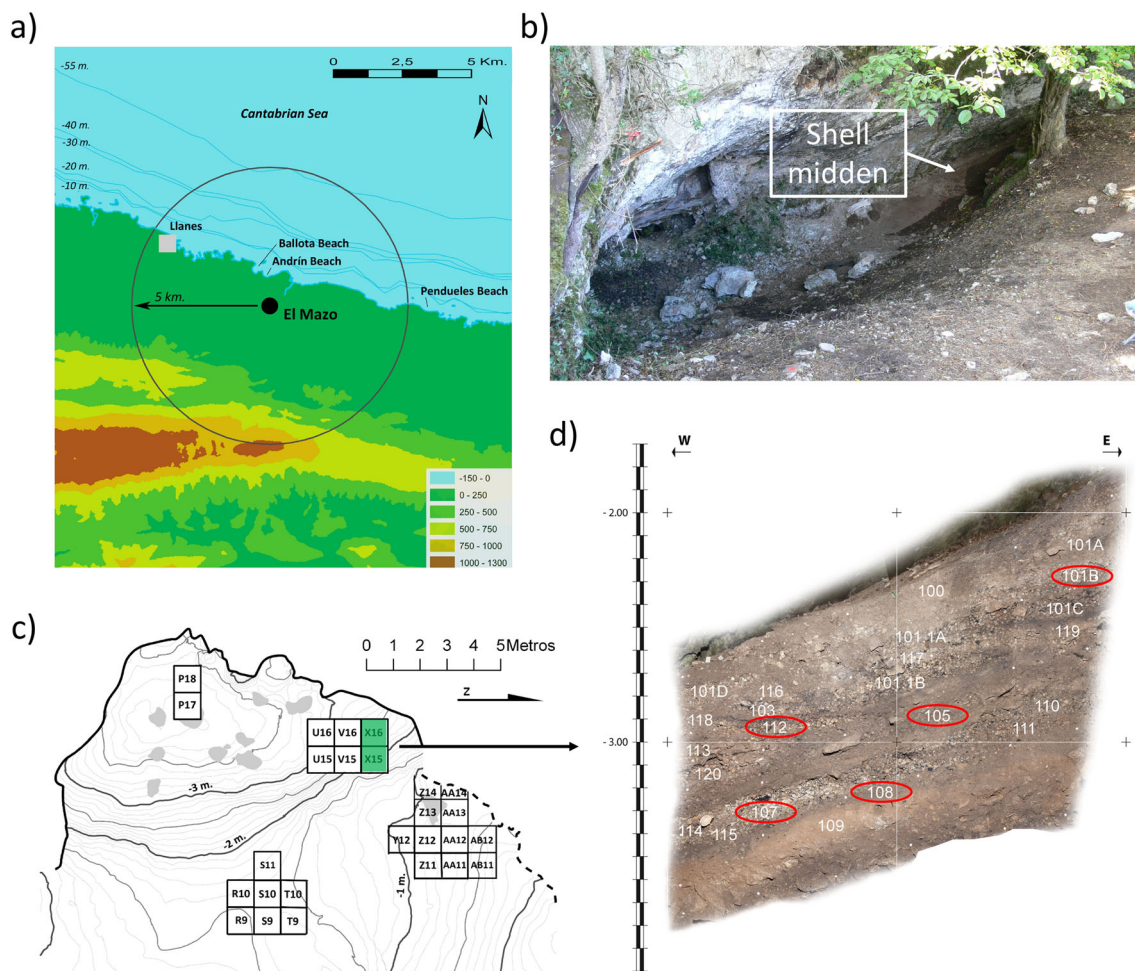 a)
0 2,5 5 Km.
N
-55 m.
-40 m.
-30 m.
-20 m.
-10 m.
Cantabrian Sea
Llanes
Ballota Beach
Andrín Beach
Pendueles Beach
5 km.
El Mazo
-150 - 0
0 - 250
250 - 500
500 - 750
750 - 1000
1000 - 1300
b)
Shell
midden
c)
0 1 2 3 4 5Metros
z
P18
P17
U16 V16 X16
U15 V15 X15
-3 m.
-2 m.
-1 m.
Z14 AA14
Z13 AA13
Y12 Z12 AA12 AB12
Z11 AA11 AB11
S11
R10 S10 T10
R9 S9 T9
d)
W E
- 2.00
- 3.00
101A
101B
100
101C
119
101.1A
117
101.1B
101D 116
103
118 112 105 110
111
113
120
108
107
114 115 109